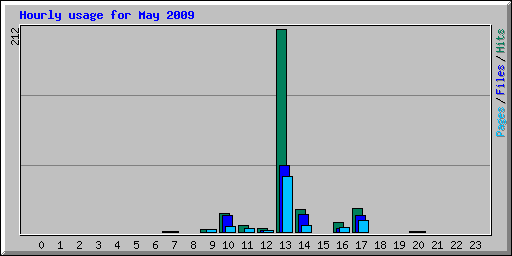 Hourly usage for May 2009
212
Pages/Files/Hits
0 1 2 3 4 5 6 7 8 9 10 11 12 13 14 15 16 17 18 19 20 21 22 23